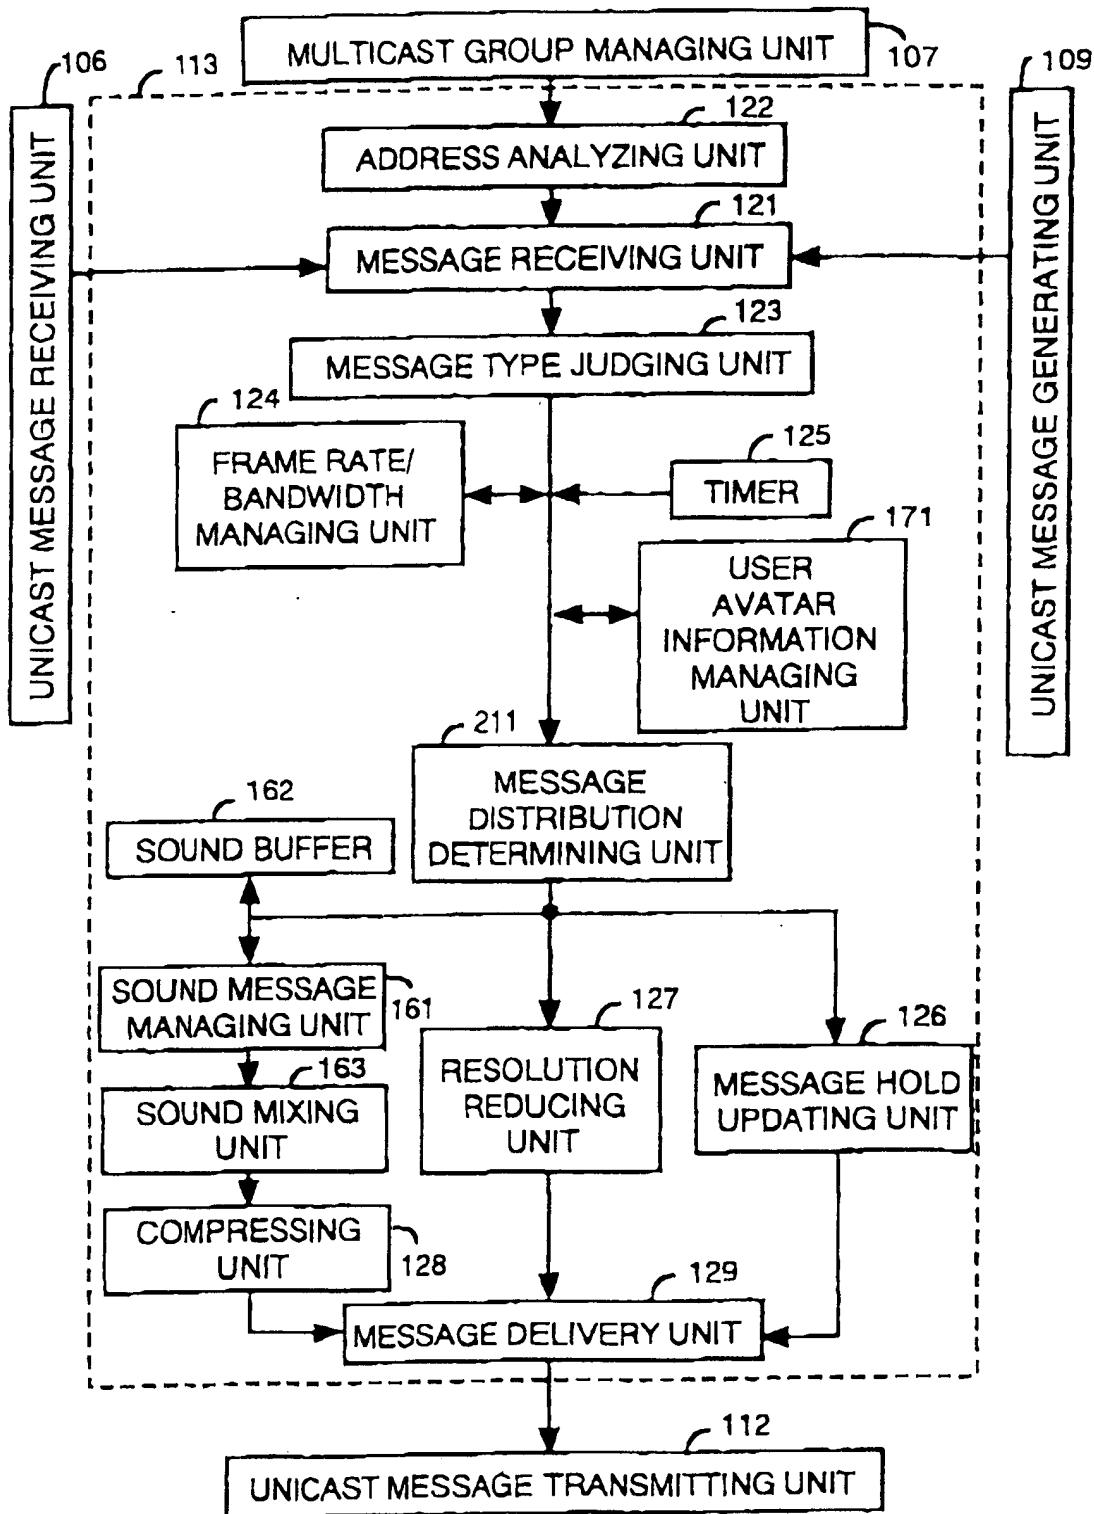 MULTICAST GROUP MANAGING UNIT
107
106
113
109
UNICAST MESSAGE RECEIVING UNIT
UNICAST MESSAGE GENERATING UNIT
122
ADDRESS ANALYZING UNIT
121
MESSAGE RECEIVING UNIT
123
MESSAGE TYPE JUDGING UNIT
124
FRAME RATE/
BANDWIDTH
MANAGING UNIT
125
TIMER
171
USER
AVATAR
INFORMATION
MANAGING
UNIT
211
MESSAGE
DISTRIBUTION
DETERMINING UNIT
162
SOUND BUFFER
SOUND MESSAGE
MANAGING UNIT
161
127
RESOLUTION
REDUCING
UNIT
126
MESSAGE HOLD
UPDATING UNIT
163
SOUND MIXING
UNIT
COMPRESSING
UNIT
128
129
MESSAGE DELIVERY UNIT
112
UNICAST MESSAGE TRANSMITTING UNIT